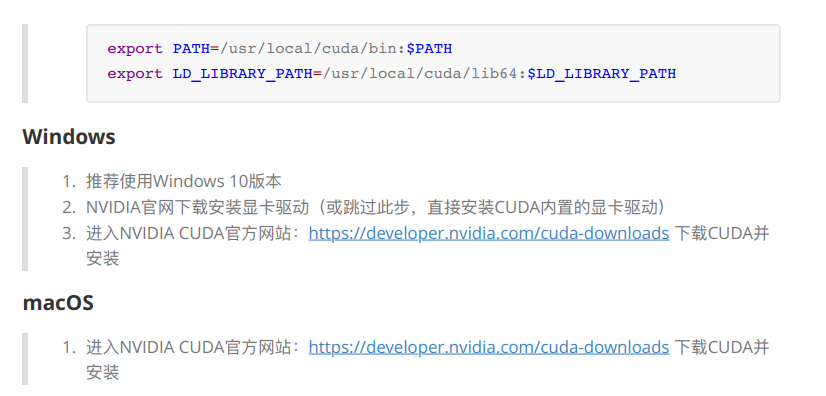 export PATH=/usr/local/cuda/bin:$PATH
export LD_LIBRARY_PATH=/usr/local/cuda/lib64:$LD_LIBRARY_PATH
Windows
1. 推荐使用Windows 10版本
2. NVIDIA官网下载安装显卡驱动（或跳过此步，直接安装CUDA内置的显卡驱动）
3. 进入NVIDIA CUDA官方网站：https://developer.nvidia.com/cuda-downloads 下载CUDA并
安装
macOS
1. 进入NVIDIA CUDA官方网站：https://developer.nvidia.com/cuda-downloads 下载CUDA并
安装